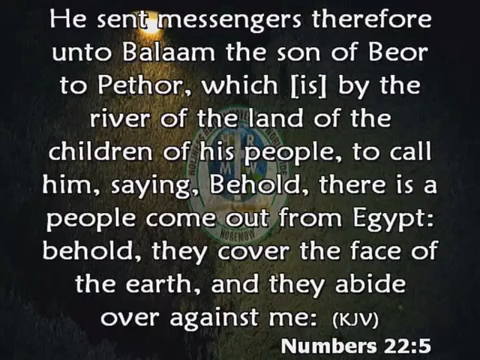 He sent messengers therefore
unto Balaam the son of Beor
to Pethor, which [is] by the
river of the land of the
children of his people, to call
him, saying, Behold, there is a
people come out from Egypt:
behold, they cover the face of
the earth, and they abide
over against me: (KJV)
Numbers 22:5